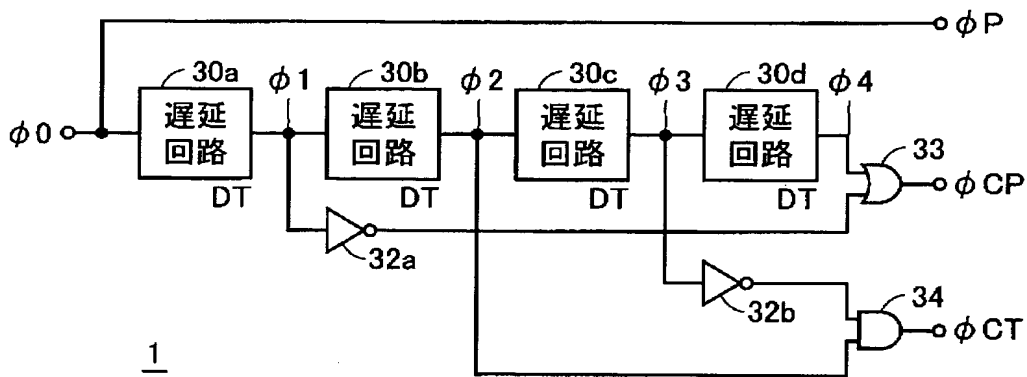 φP
30a
φ1
30b
φ2
30c
φ3
30d
φ4
φ0
遅延
回路
遅延
回路
遅延
回路
遅延
回路
33
φCP
DT
DT
DT
DT
32a
32b
34
φCT
1